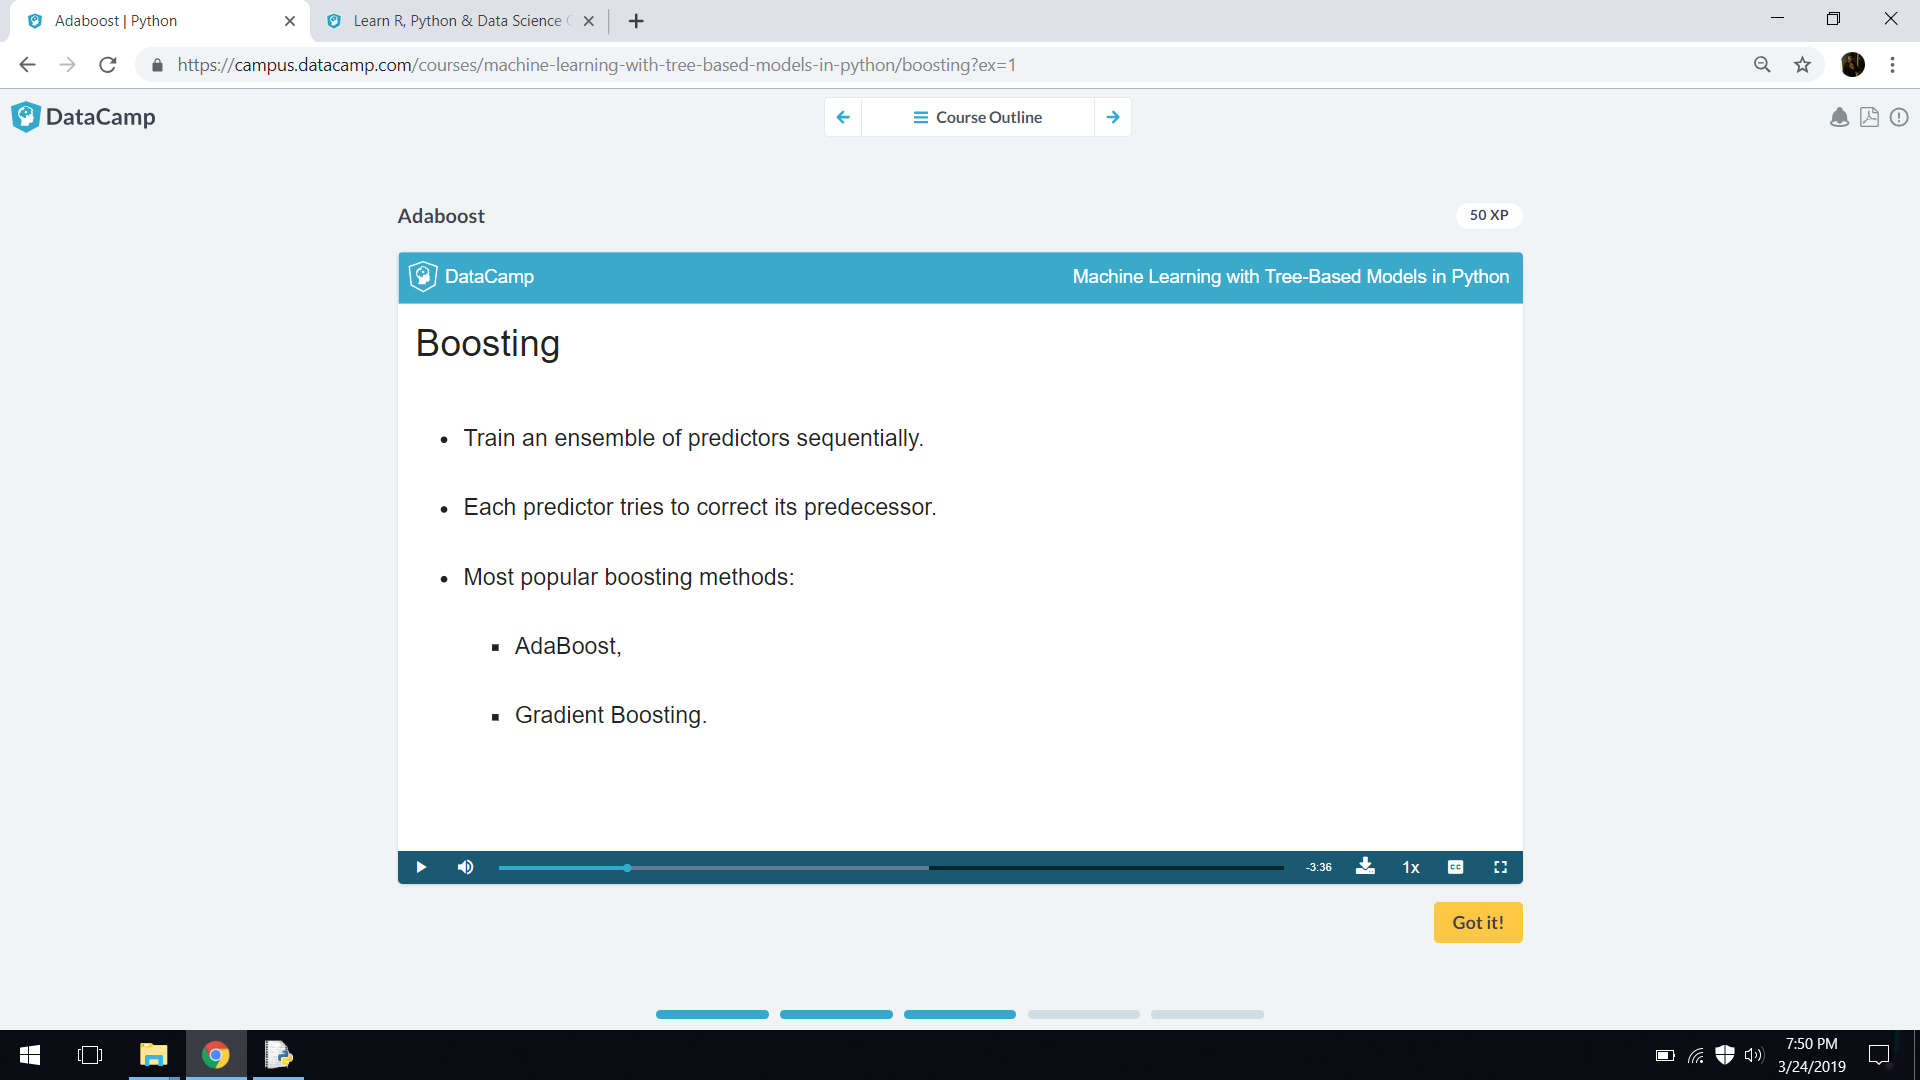 Adaboost | Python
Learn R, Python & Data Science
https://campus.datacamp.com/courses/machine-learning-with-tree-based-models-in-python/boosting?ex=1
DataCamp
Course Outline
Adaboost
50 XP
DataCamp
Machine Learning with Tree-Based Models in Python
Boosting
Train an ensemble of predictors sequentially.
Each predictor tries to correct its predecessor.
Most popular boosting methods:
AdaBoost,
Gradient Boosting.
-3:36
1x
CC
Got it!
7:50 PM
3/24/2019